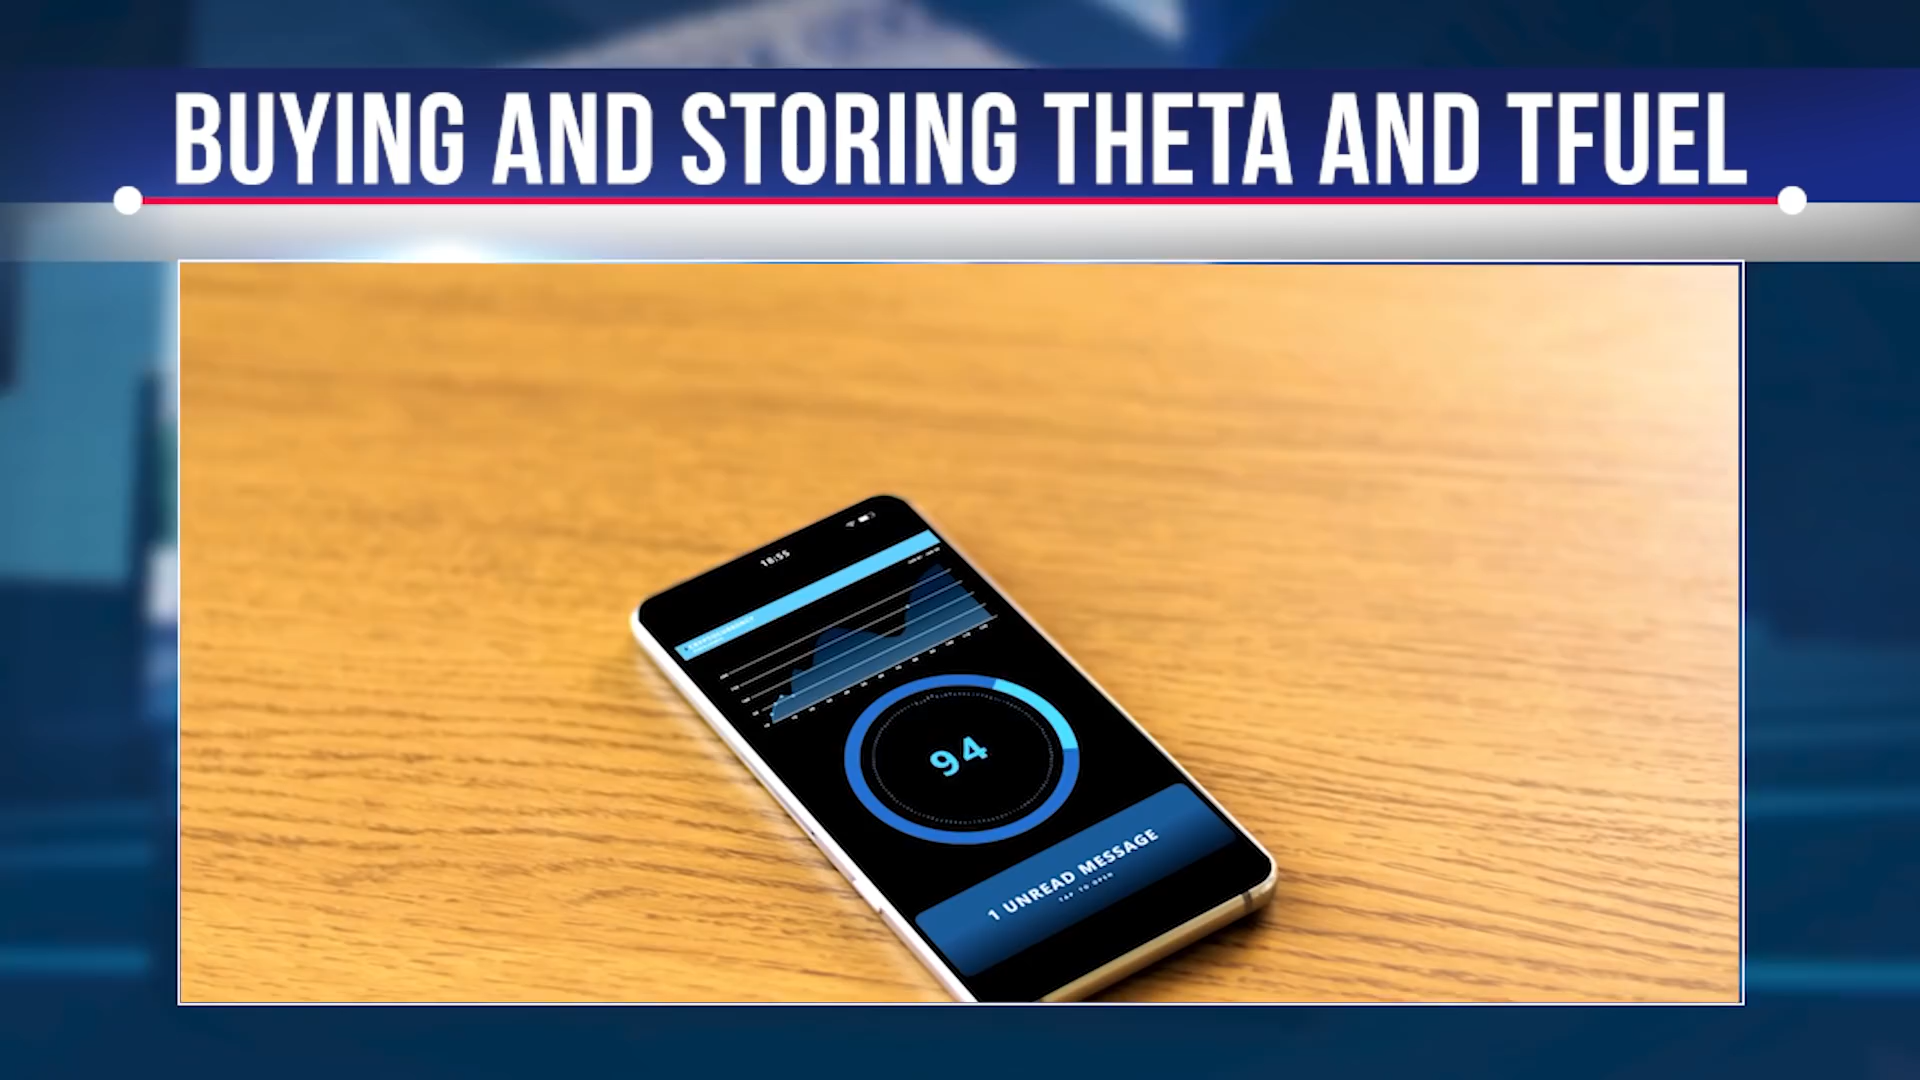 BUYING AND STORING THETA AND TFUEL
18:55
94
1 UNREAD MESSAGE
TAP TO OPEN